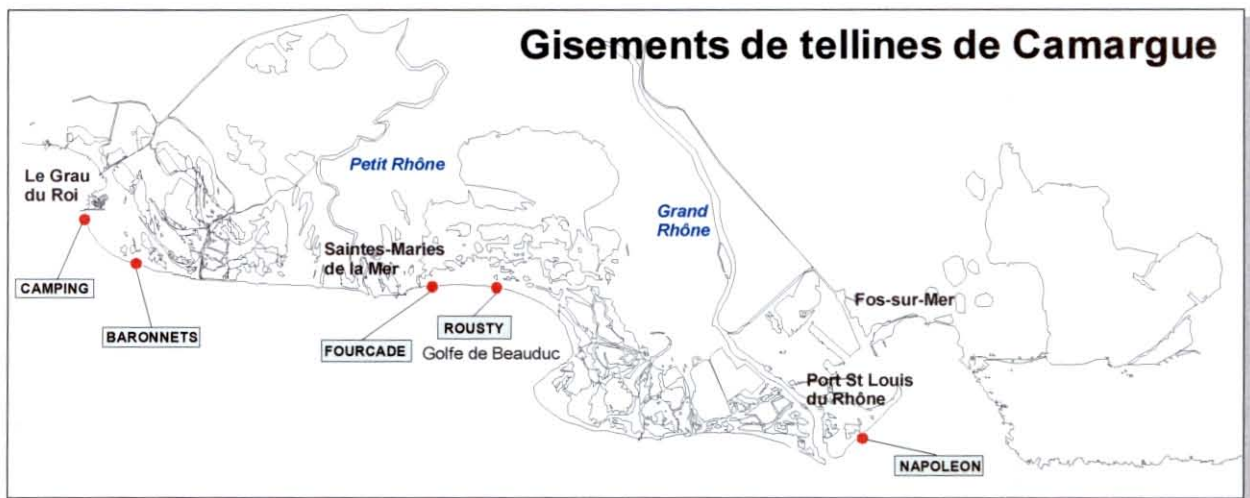 Gisements de tellines de Camargue
Le Grau
du Roi
Petit Rhône
Grand
Rhône
Saintes-Maries
de la Mer
CAMPING
BARONNETS
FOURCADE
ROUSTY
Golfe de Beauduc
Fos-sur-Mer
Port St Louis
du Rhône
NAPOLEON